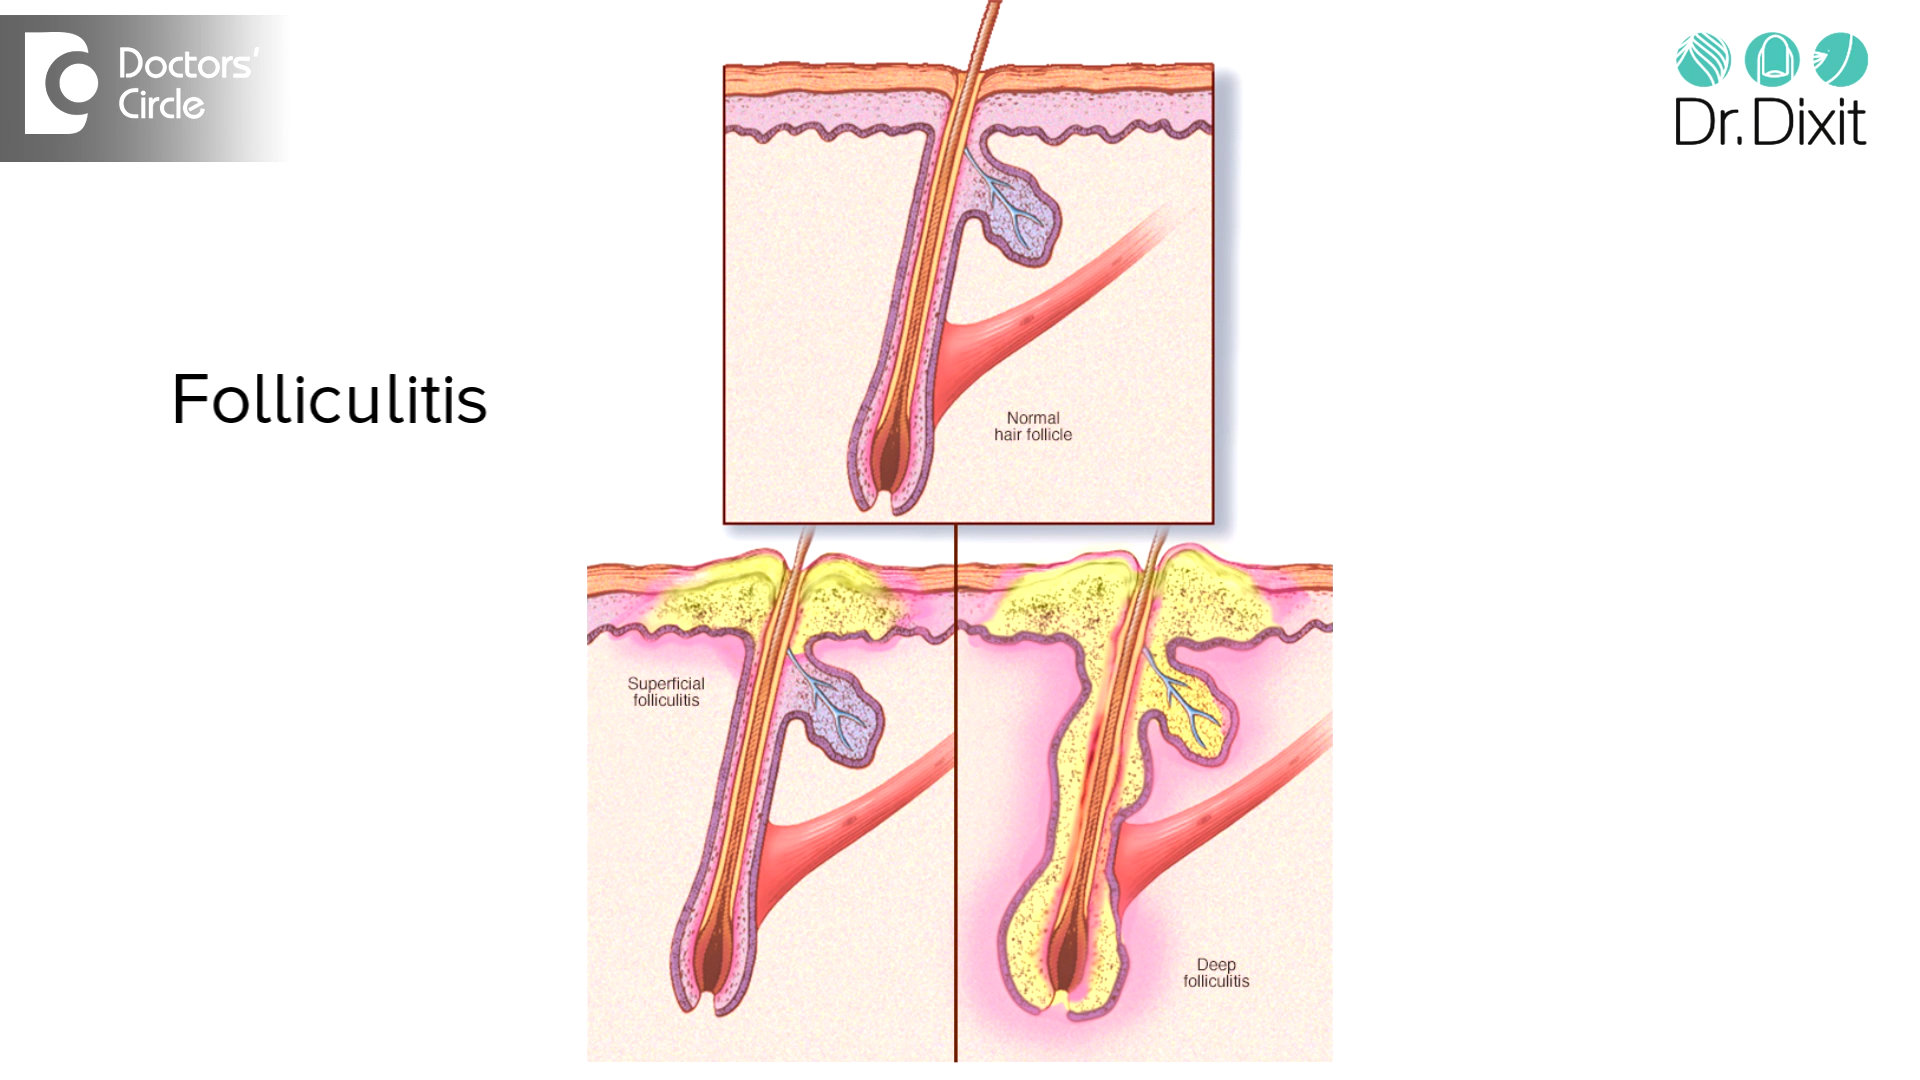 Doctors'
Circle
Dr. Dixit
Folliculitis
Normal
hair follicle
Superficial
folliculitis
Deep
folliculitis